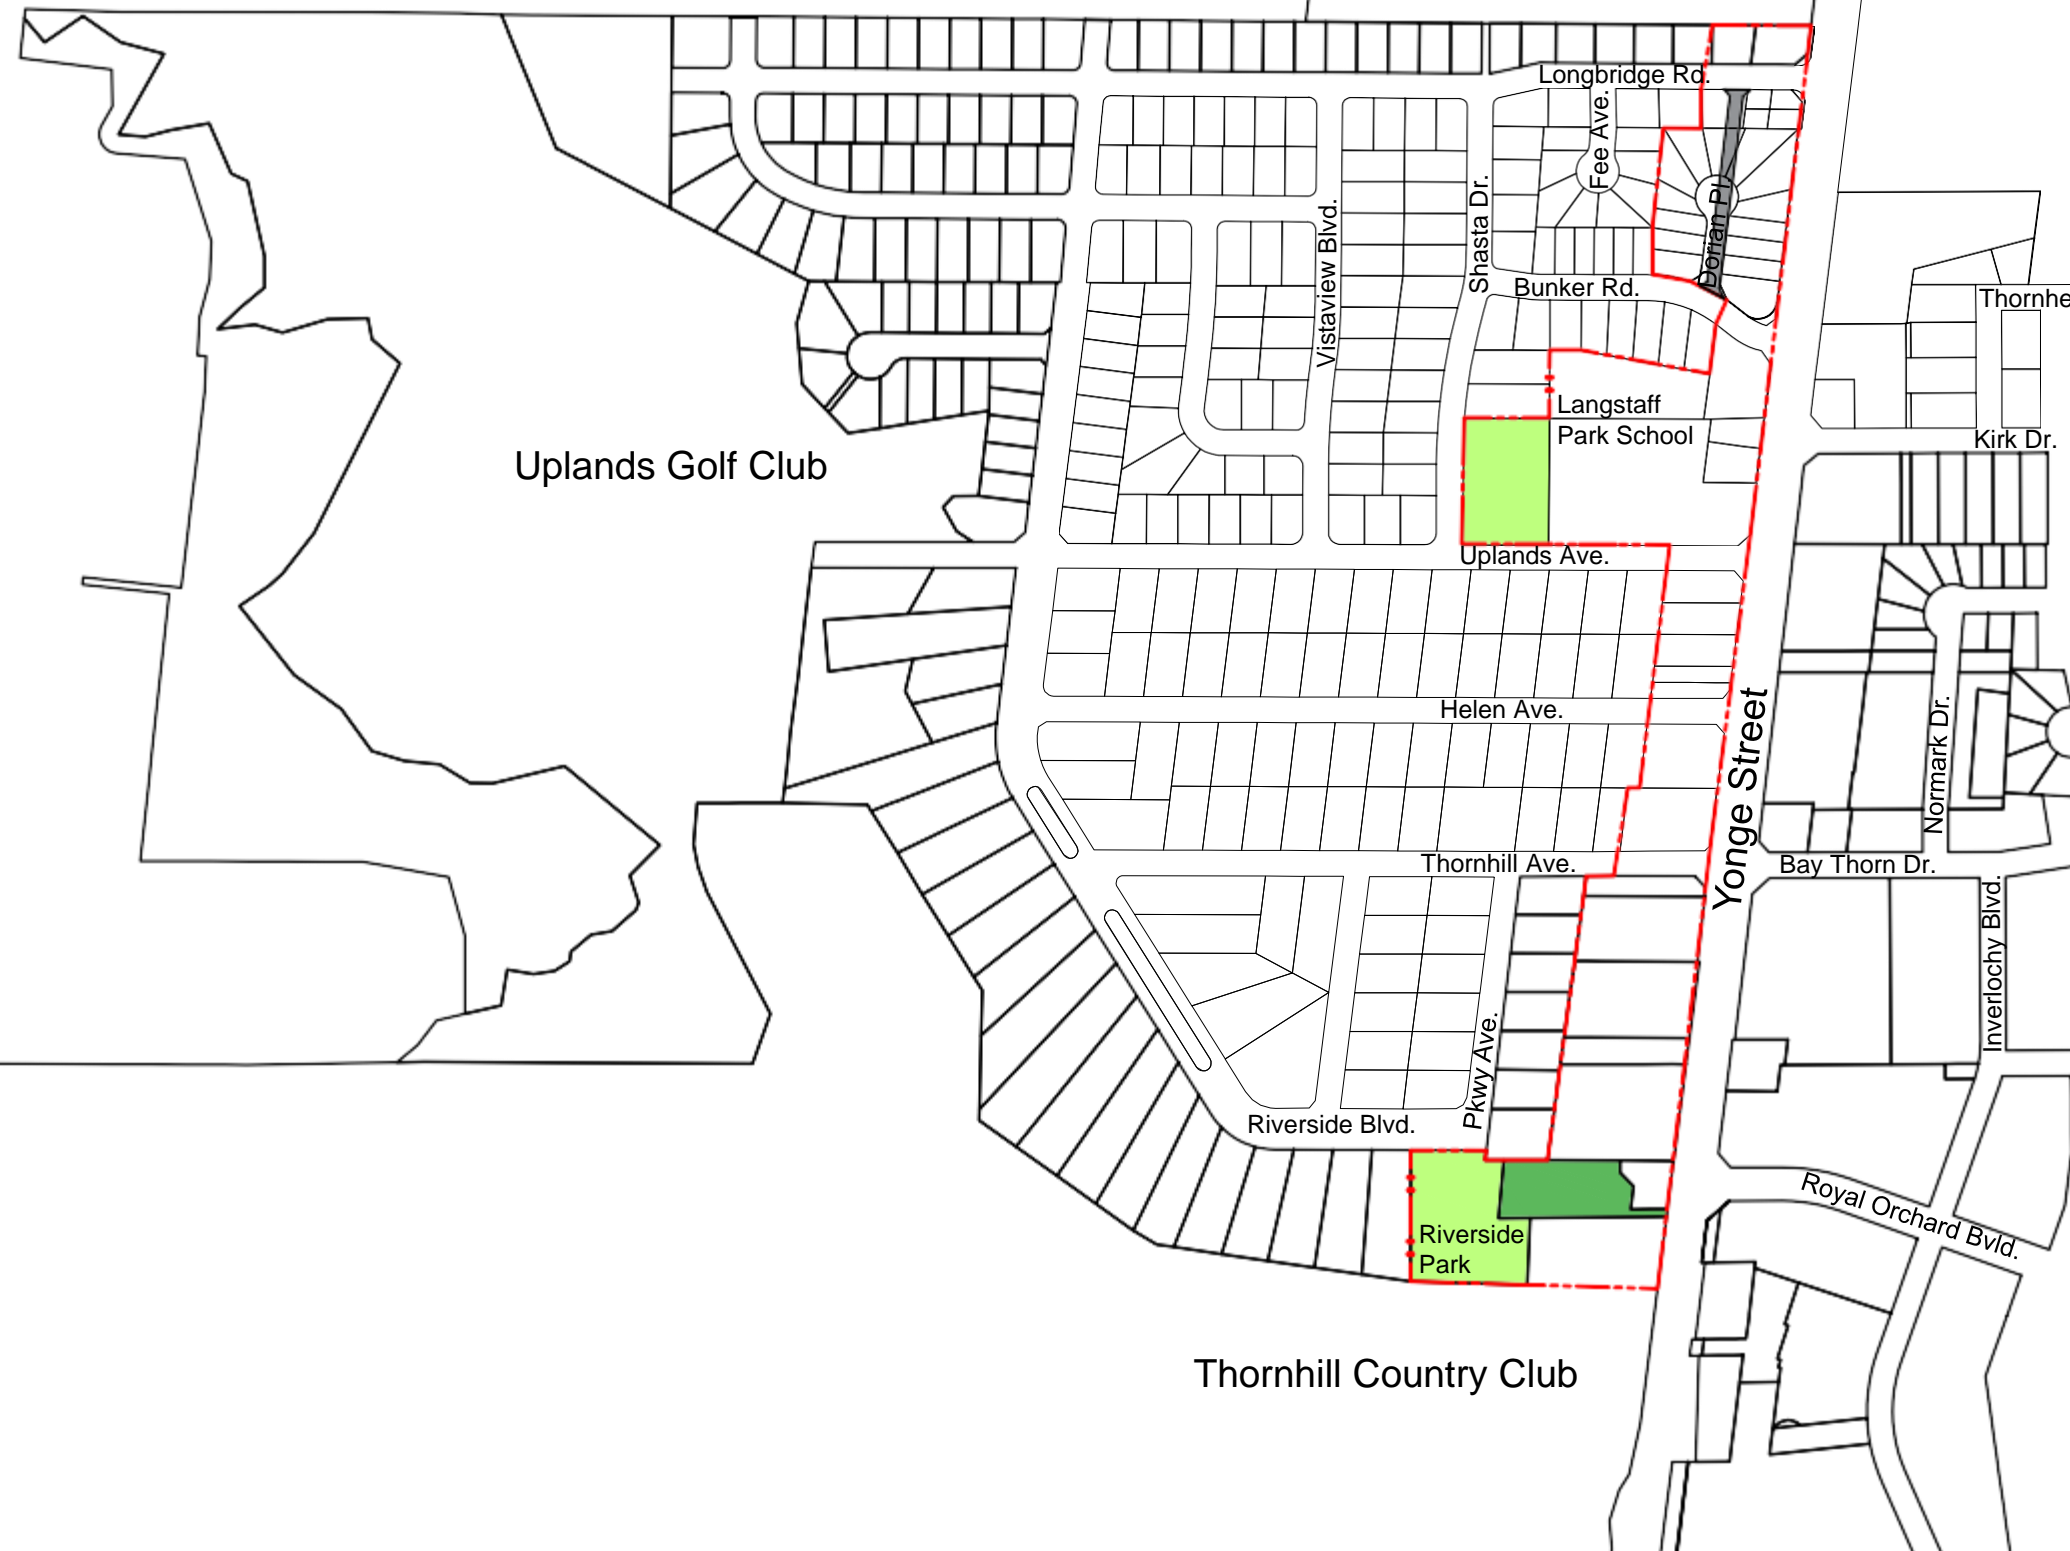 Longbridge Rd.
Fee Ave.
Dorian Pl
Shasta Dr.
Vistaview Blvd.
Bunker Rd.
Thornhe
Langstaff
Park School
Kirk Dr.
Uplands Golf Club
Uplands Ave.
Helen Ave.
Yonge Street
Normark Dr.
Thornhill Ave.
Bay Thorn Dr.
Inverlochy Blvd.
Pkwy Ave.
Riverside Blvd.
Royal Orchard Bvld.
Riverside
Park
Thornhill Country Club